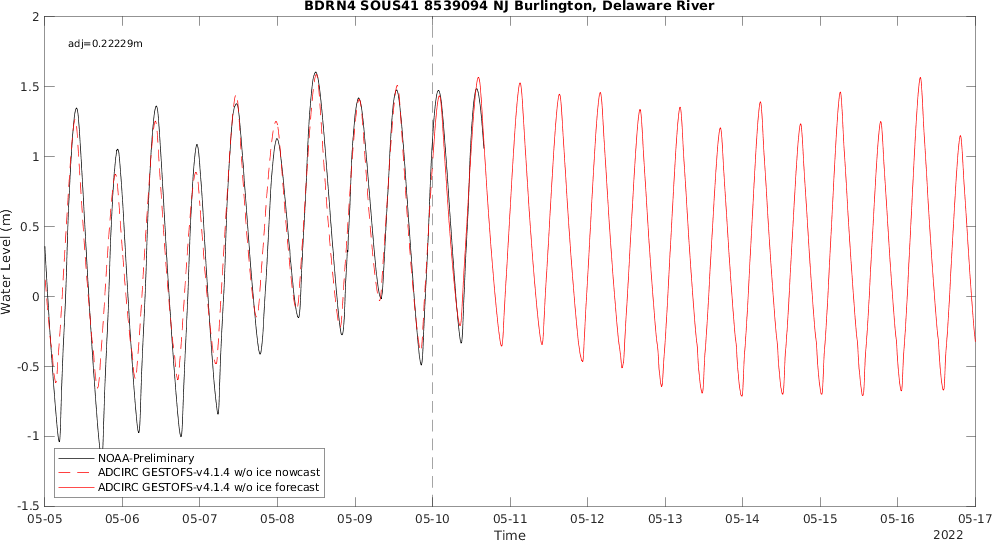 BDRN4 SOUS41 8539094 NJ Burlington, Delaware River
adj=0.22229m
2
1.5
1
0.5
0
-0.5
-1
-1.5
Water Level (m)
NOAA-Preliminary
ADCIRC GESTOFS-v4.1.4 w/o ice nowcast
ADCIRC GESTOFS-v4.1.4 w/o ice forecast
05-05 05-06 05-07 05-08 05-09 05-10 05-11 05-12 05-13 05-14 05-15 05-16 05-17
Time
2022